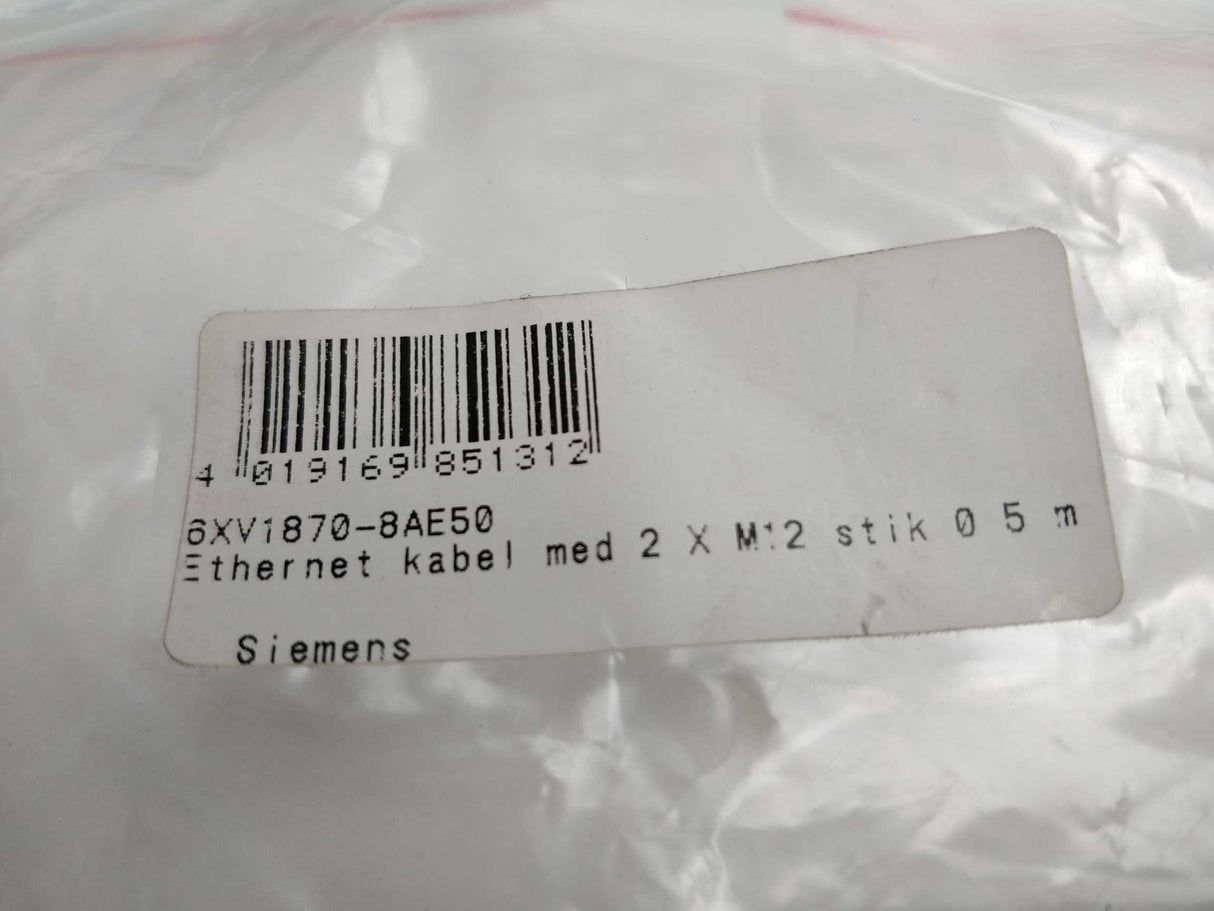 4 019169 851312
6XV1870-8AE50
Ethernet kabel med 2 X M12 stik 0 5 m
Siemens